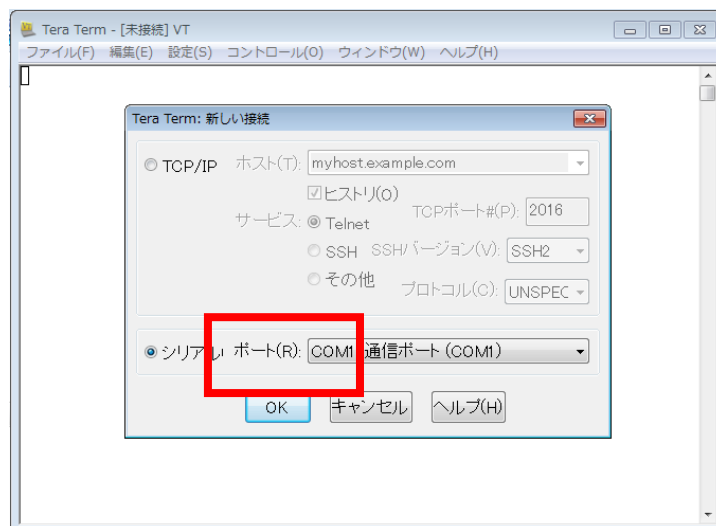 Tera Term - [未接続] VT
ファイル(F) 編集(E) 設定(S) コントロール(O) ウィンドウ(W) ヘルプ(H)
Tera Term: 新しい接続
TCP/IP ホスト(T): myhost.example.com
ヒストリ(O)
サービス: Telnet TCPポート#(P): 2016
SSH SSHバージョン(V): SSH2
その他 プロトコル(C): UNSPEC
シリアル ポート(R): COM1 通信ポート (COM1)
OK キャンセル ヘルプ(H)